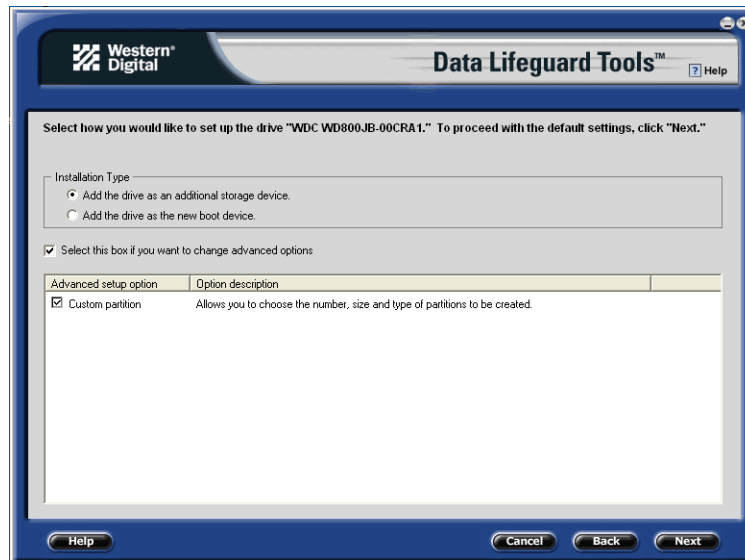 Western®
Digital
Data Lifeguard Tools™
? Help
Select how you would like to set up the drive "WDC WD800JB-00CRA1." To proceed with the default settings, click "Next."
Installation Type
Add the drive as an additional storage device.
Add the drive as the new boot device.
Select this box if you want to change advanced options
Advanced setup option Option description
Custom partition Allows you to choose the number, size and type of partitions to be created.
Help Cancel Back Next